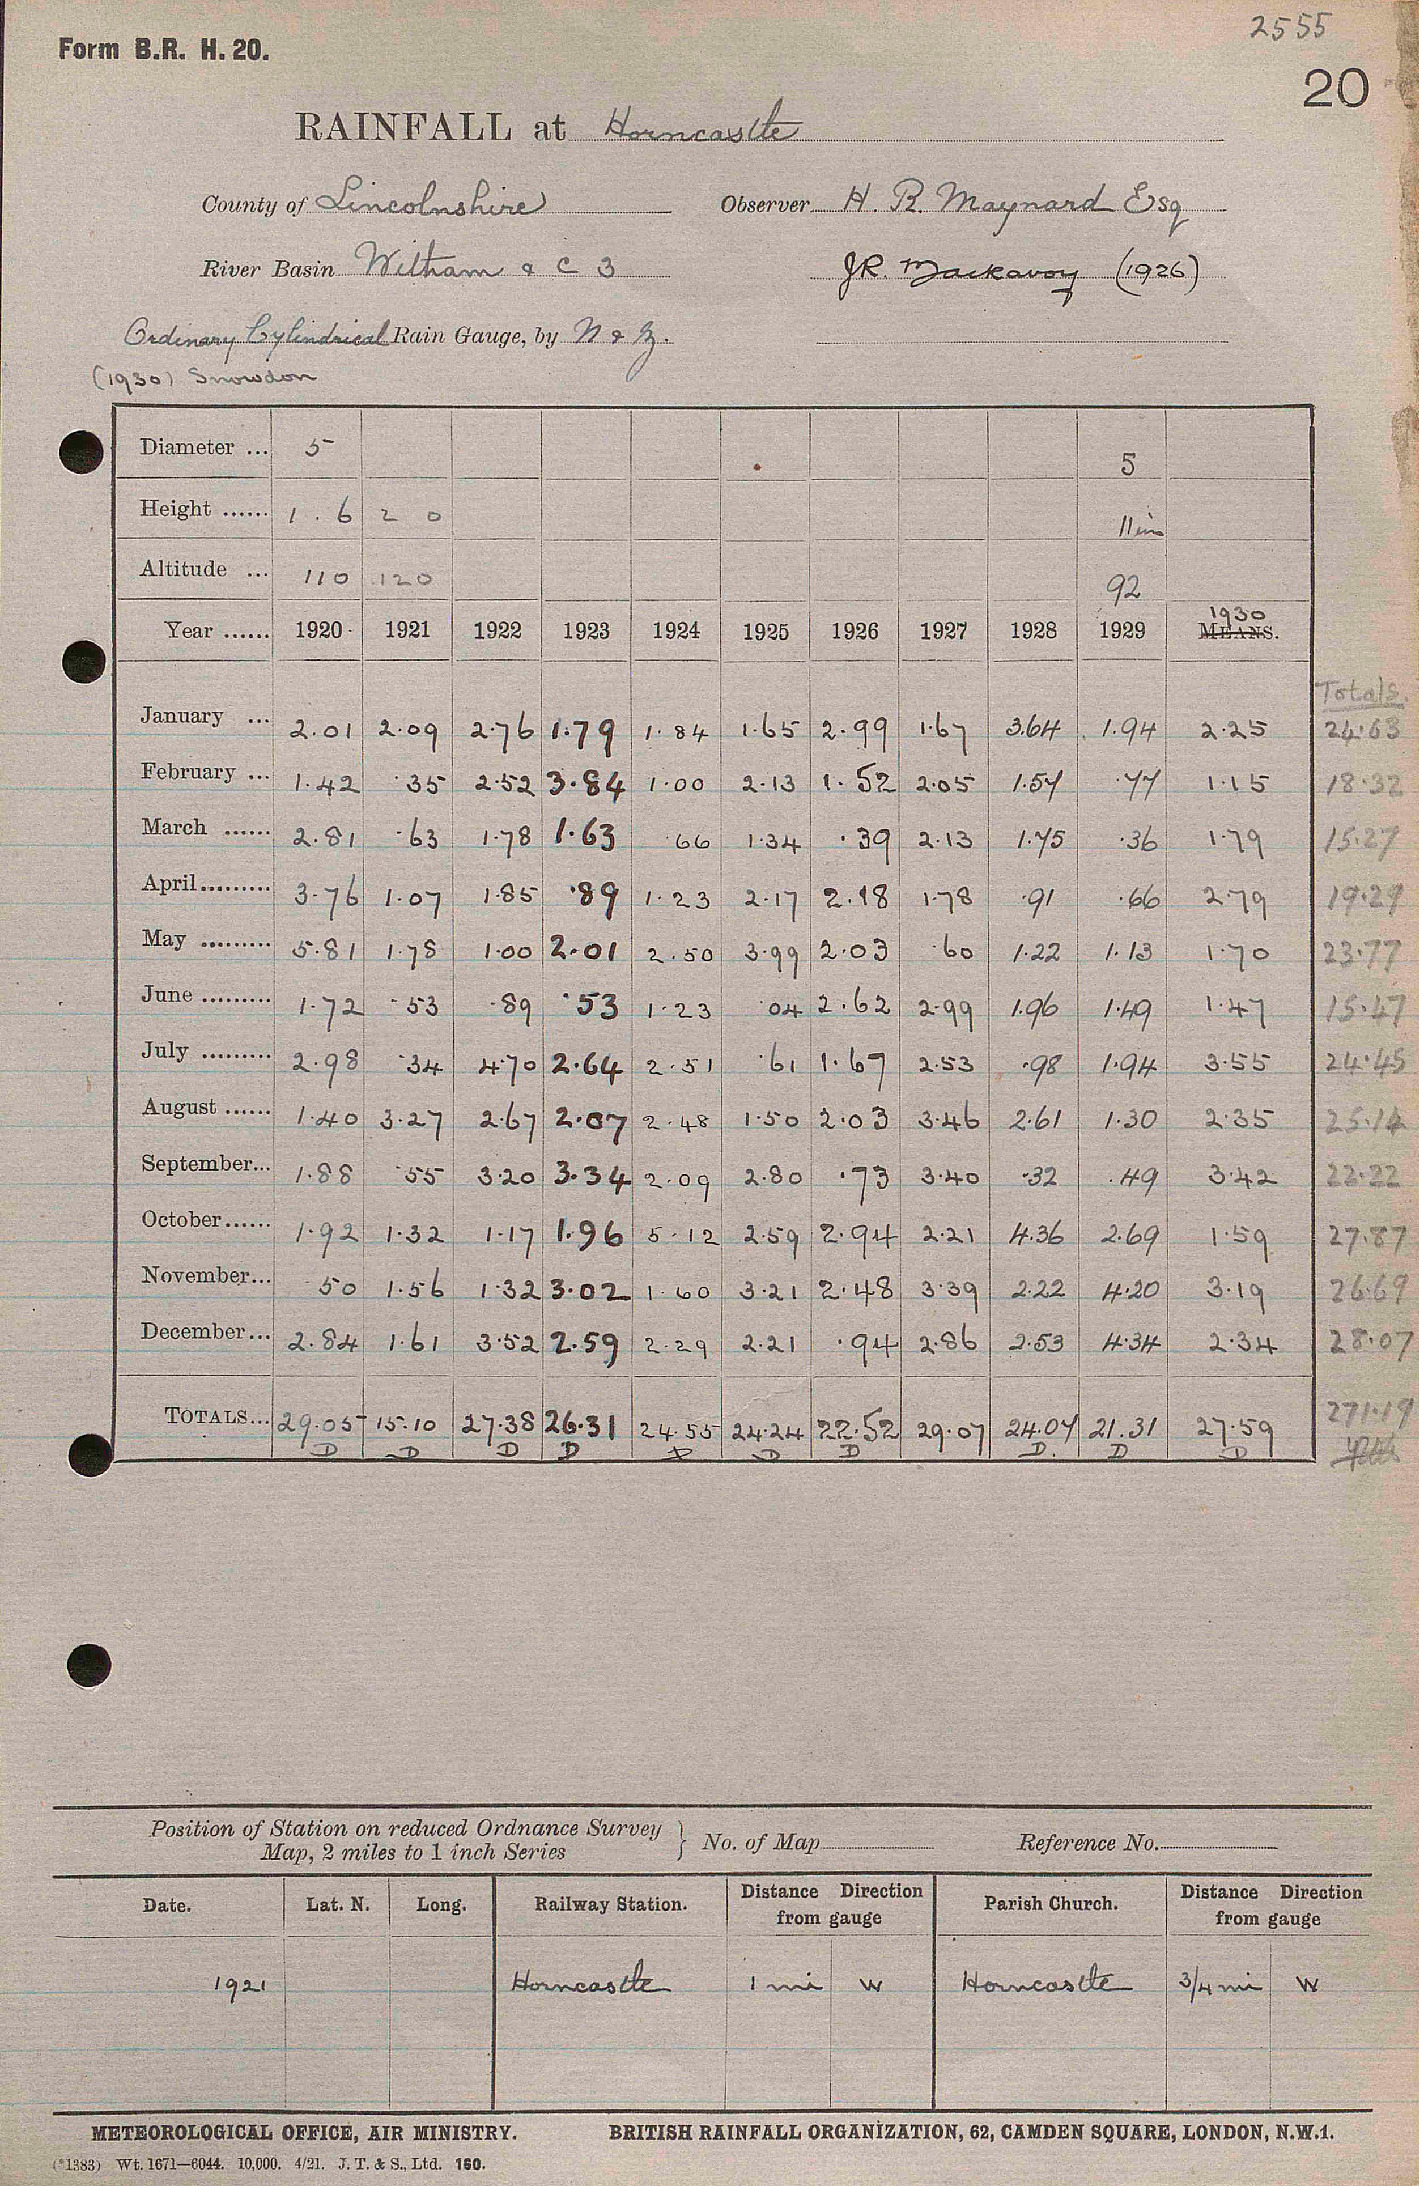 2555
Form B.R. H. 20.
20
RAINFALL at Horncastle
County of Lincolnshire Observer H. R. Maynard Esq
River Basin Witham & C 3 J R. Mackavoy (1926)
Ordinary Cylindrical Rain Gauge, by N & Z.
(1930) Snowdon
Diameter ... 5 5
Height ...... 1 . 6 2 0 11 in
Altitude ... 110 120 92
Year ...... 1920 1921 1922 1923 1924 1925 1926 1927 1928 1929 1930 MEANS.
Totals.
January ... 2.01 2.09 2.76 1.79 1.84 1.65 2.99 1.67 3.64 1.94 2.25 24.63
February ... 1.42 .35 2.52 3.84 1.00 2.13 1.52 2.05 1.57 .77 1.15 18.32
March ...... 2.81 .63 1.78 1.63 .66 1.34 .39 2.13 1.75 .36 1.79 15.27
April ......... 3.76 1.07 1.85 .89 1.23 2.17 2.18 1.78 .91 .66 2.79 19.29
May ......... 5.81 1.78 1.00 2.01 2.50 3.99 2.03 .60 1.22 1.13 1.70 23.77
June ......... 1.72 .53 .89 .53 1.23 .04 2.62 2.99 1.96 1.49 1.47 15.47
July ......... 2.98 .34 4.70 2.64 2.51 .61 1.67 2.53 .98 1.94 3.55 24.45
August ...... 1.40 3.27 2.67 2.07 2.48 1.50 2.03 3.46 2.61 1.30 2.35 25.14
September... 1.88 .55 3.20 3.34 2.09 2.80 .73 3.40 .32 .49 3.42 22.22
October...... 1.92 1.32 1.17 1.96 5.12 2.59 2.94 2.21 4.36 2.69 1.59 27.87
November... .50 1.56 1.32 3.02 1.60 3.21 2.48 3.39 2.22 4.20 3.19 26.69
December... 2.84 1.61 3.52 2.59 2.29 2.21 .94 2.86 2.53 4.34 2.34 28.07
TOTALS... 29.05 15.10 27.38 26.31 24.55 24.24 22.52 29.07 24.07 21.31 27.59 271.19
D D D D D D D D D D
Position of Station on reduced Ordnance Survey
Map, 2 miles to 1 inch Series } No. of Map Reference No.
Date. Lat. N. Long. Railway Station. Distance Direction from gauge Parish Church. Distance Direction from gauge
1921 Horncastle 1 mi W Horncastle 3/4 mi W
METEOROLOGICAL OFFICE, AIR MINISTRY. BRITISH RAINFALL ORGANIZATION, 62, CAMDEN SQUARE, LONDON, N.W.1.
(*1383) Wt. 1671—6044. 10,000. 4/21. J. T. & S., Ltd. 160.